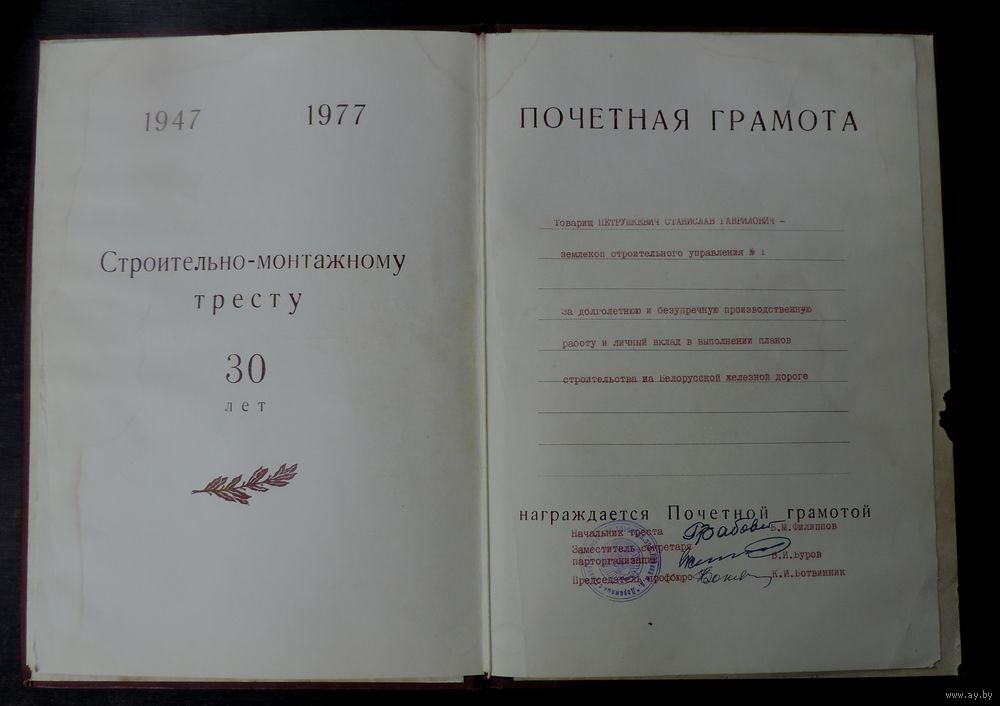 1947 1977
Строительно-монтажному
тресту
30
лет
ПОЧЕТНАЯ ГРАМОТА
Товарищ ПЕТРУШКЕВИЧ СТАНИСЛАВ ГАВРИЛОВИЧ -
землекоп строительного управления № 1
За долголетнюю и безупречную производственную
работу и личный вклад в выполнении планов
строительства на Белорусской железной дороге
награждается Почетной грамотой
Начальник треста Б.М.Филиппов
Заместитель секретаря
парторганизации В.И.Буров
Председатель профбюро К.И.Ботвинник
www.ay.by